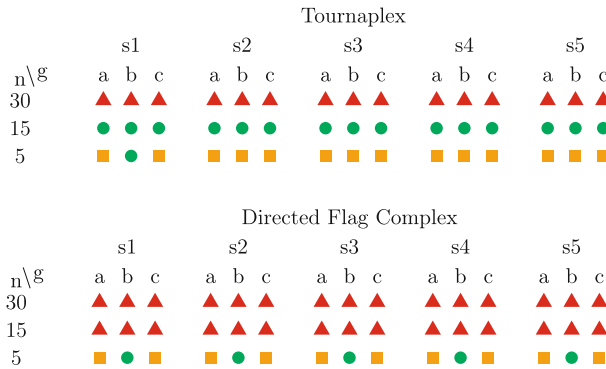 Tournaplex
s1 s2 s3 s4 s5
n\g a b c a b c a b c a b c a b c
30
15
5
Directed Flag Complex
s1 s2 s3 s4 s5
n\g a b c a b c a b c a b c a b c
30
15
5